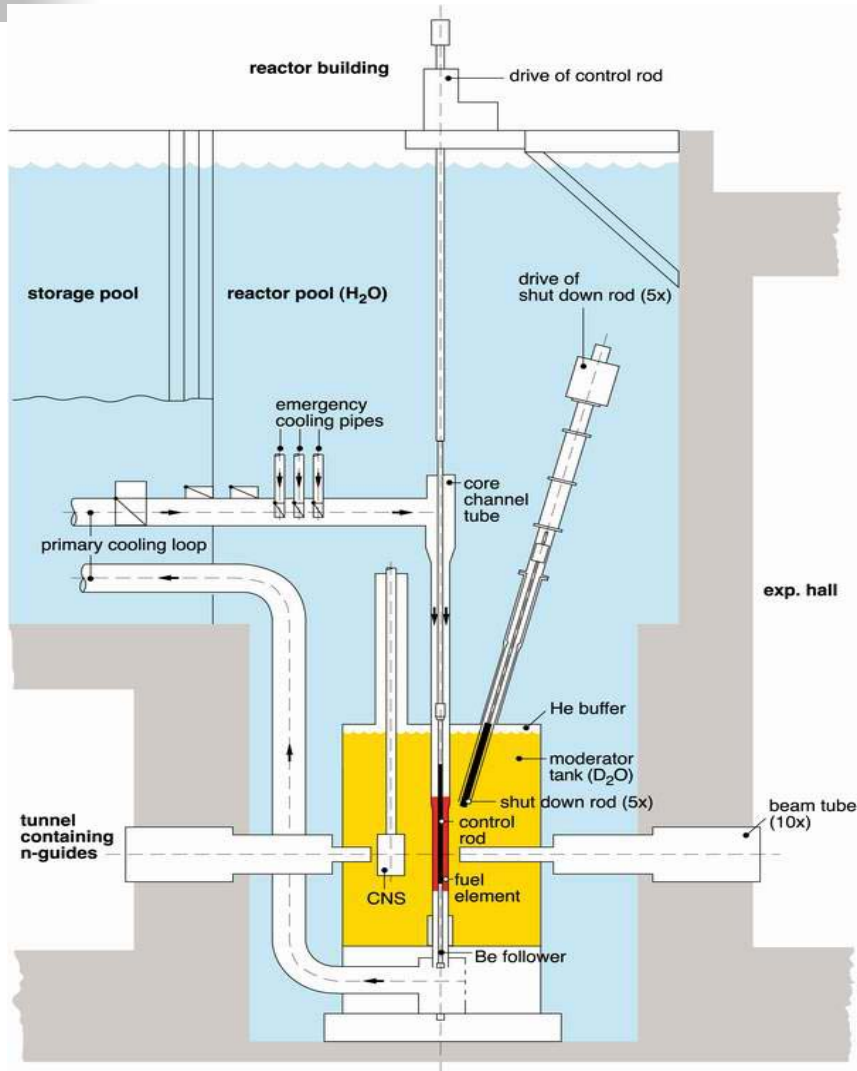 reactor building
drive of control rod
storage pool
reactor pool (H₂O)
drive of
shut down rod (5x)
emergency
cooling pipes
core
channel
tube
primary cooling loop
exp. hall
He buffer
moderator
tank (D₂O)
shut down rod (5x)
beam tube
(10x)
tunnel
containing
n-guides
control
rod
CNS
fuel
element
Be follower